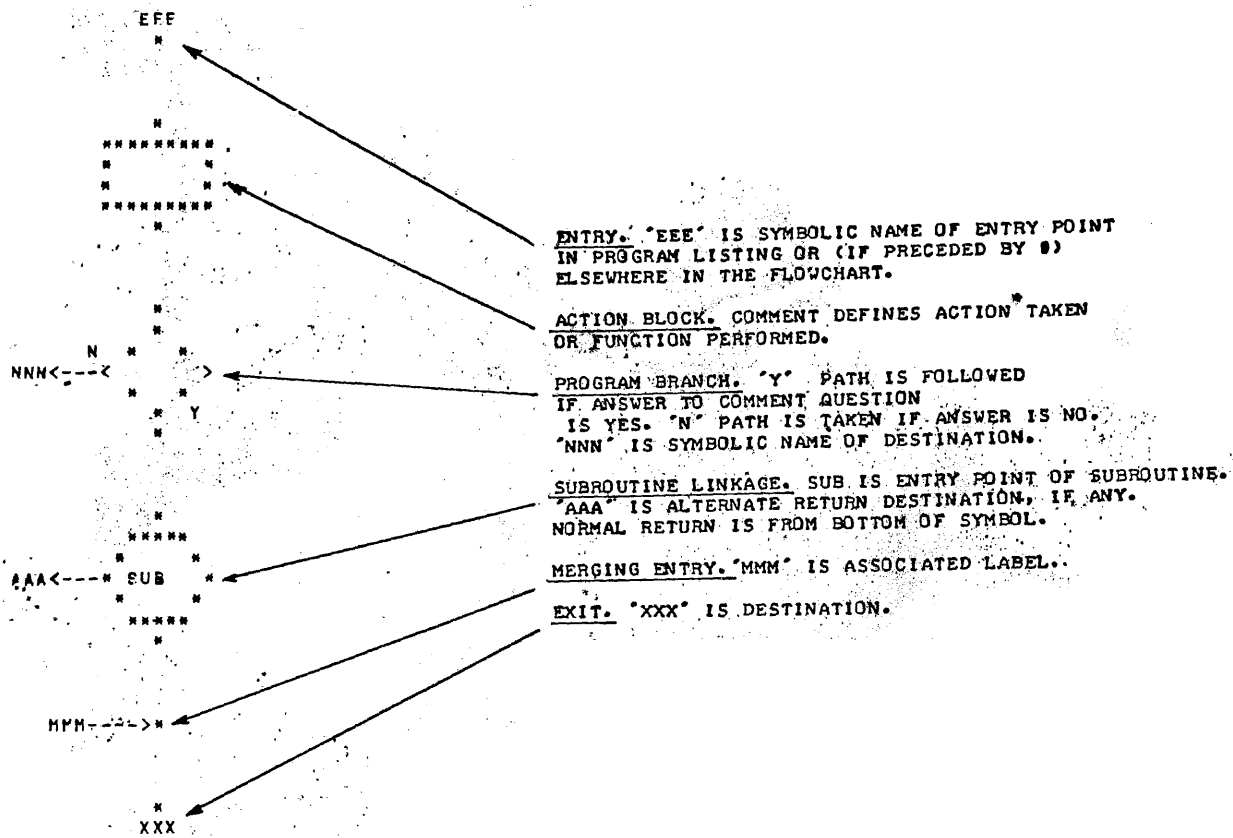 EEE
*
*
*********
* *
* *
*********
*
*
*
N * *
NNN<---< >
* *
* Y
*
*
*****
* *
AAA<---* SUB *
* *
*****
*
MMM----->*
*
XXX
ENTRY. "EEE" IS SYMBOLIC NAME OF ENTRY POINT
IN PROGRAM LISTING OR (IF PRECEDED BY @)
ELSEWHERE IN THE FLOWCHART.
ACTION BLOCK. COMMENT DEFINES ACTION TAKEN
OR FUNCTION PERFORMED.
PROGRAM BRANCH. "Y" PATH IS FOLLOWED
IF ANSWER TO COMMENT QUESTION
IS YES. "N" PATH IS TAKEN IF ANSWER IS NO.
"NNN" IS SYMBOLIC NAME OF DESTINATION.
SUBROUTINE LINKAGE. SUB IS ENTRY POINT OF SUBROUTINE.
"AAA" IS ALTERNATE RETURN DESTINATION, IF ANY.
NORMAL RETURN IS FROM BOTTOM OF SYMBOL.
MERGING ENTRY. "MMM" IS ASSOCIATED LABEL.
EXIT. "XXX" IS DESTINATION.